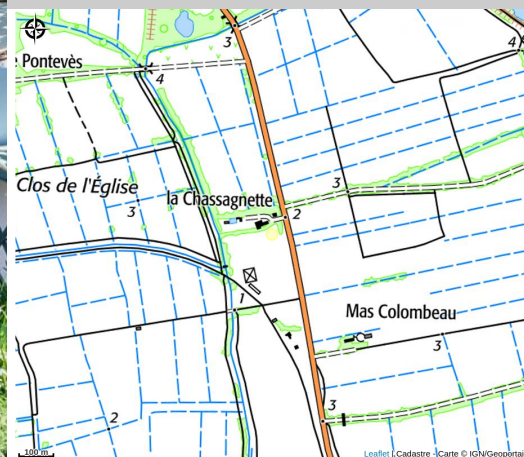 3
4
e Pontevès
4
3
Clos de l'Église
3
la Chassagnette
2
1
Mas Colombeau
3
3
2
100 m
Leaflet | Cadastre - Carte © IGN/Geoportail